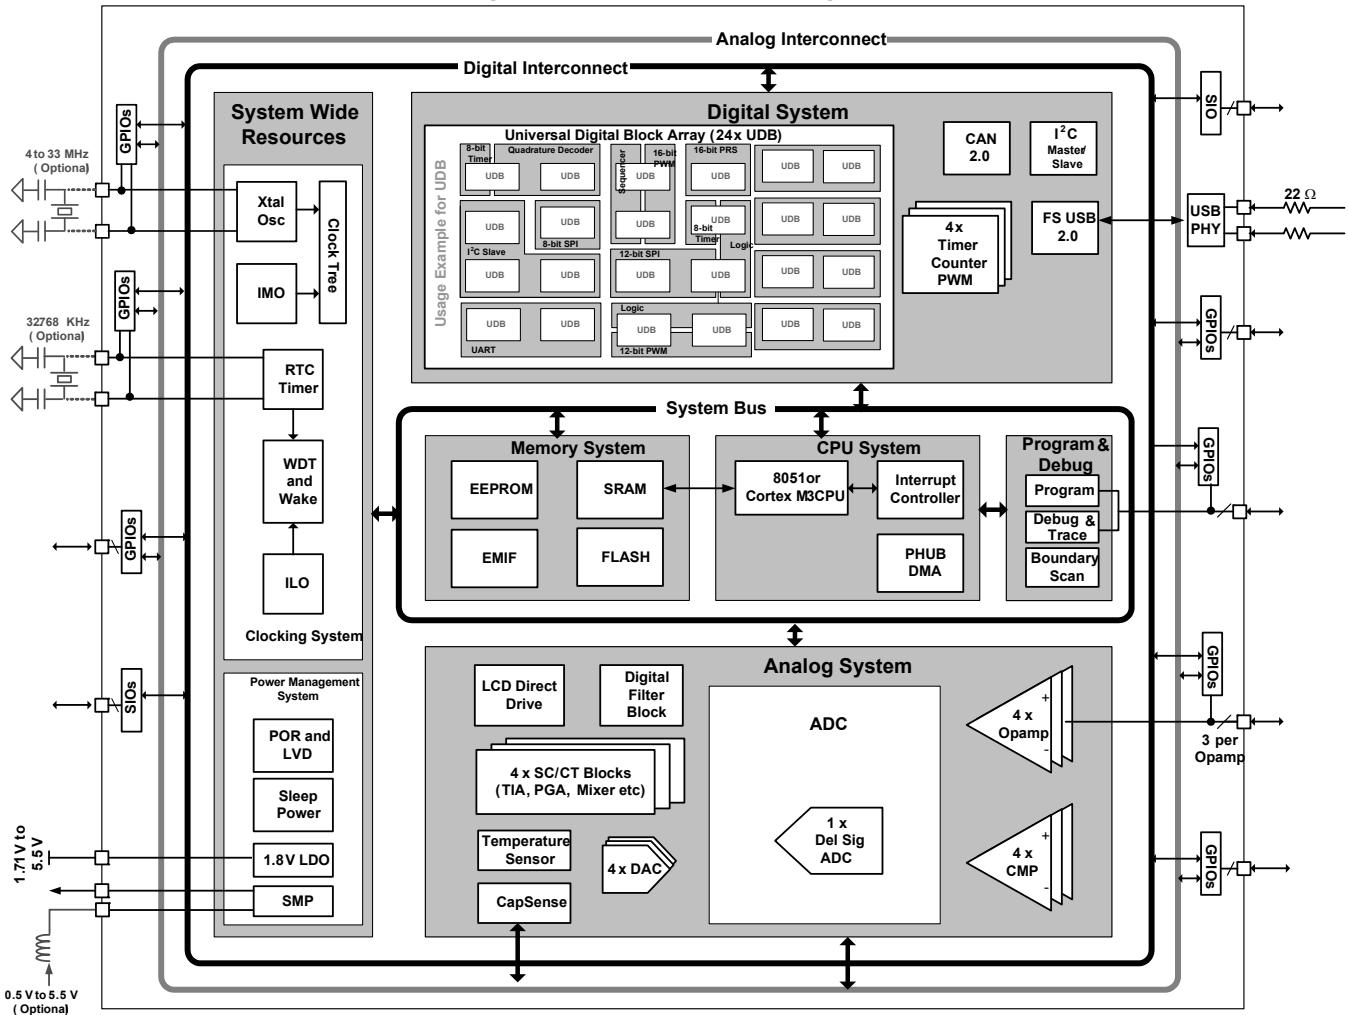 Analog Interconnect
Digital Interconnect
System Wide
Resources
GPIOs
4 to 33 MHz
( Optional)
Xtal
Osc
Clock Tree
IMO
GPIOs
32768 KHz
( Optional)
RTC
Timer
WDT
and
Wake
ILO
Clocking System
GPIOs
SIOs
Power Management
System
POR and
LVD
Sleep
Power
1.8V LDO
SMP
1.71 V to
5.5 V
0.5 V to 5.5 V
( Optional)
Digital System
Universal Digital Block Array (24x UDB)
Usage Example for UDB
8-bit
Timer
Quadrature Decoder
Sequencer
16-bit
PWM
16-bit PRS
UDB
UDB
UDB
UDB
UDB
UDB
UDB
UDB
UDB
UDB
UDB
UDB
8-bit SPI
8-bit
Timer
Logic
I²C Slave
12-bit SPI
UDB
UDB
UDB
UDB
UDB
UDB
Logic
UDB
UDB
UDB
UDB
UDB
UDB
UART
12-bit PWM
CAN
2.0
I²C
Master/
Slave
4x
Timer
Counter
PWM
FS USB
2.0
SIO
USB
PHY
22 Ω
GPIOs
System Bus
Memory System
EEPROM
SRAM
EMIF
FLASH
CPU System
8051or
Cortex M3CPU
Interrupt
Controller
PHUB
DMA
Program &
Debug
Program
Debug &
Trace
Boundary
Scan
GPIOs
Analog System
LCD Direct
Drive
Digital
Filter
Block
4 x SC/CT Blocks
(TIA, PGA, Mixer etc)
Temperature
Sensor
4 x DAC
CapSense
ADC
1 x
Del Sig
ADC
+
4 x
Opamp
-
+
4 x
CMP
-
GPIOs
3 per
Opamp
GPIOs